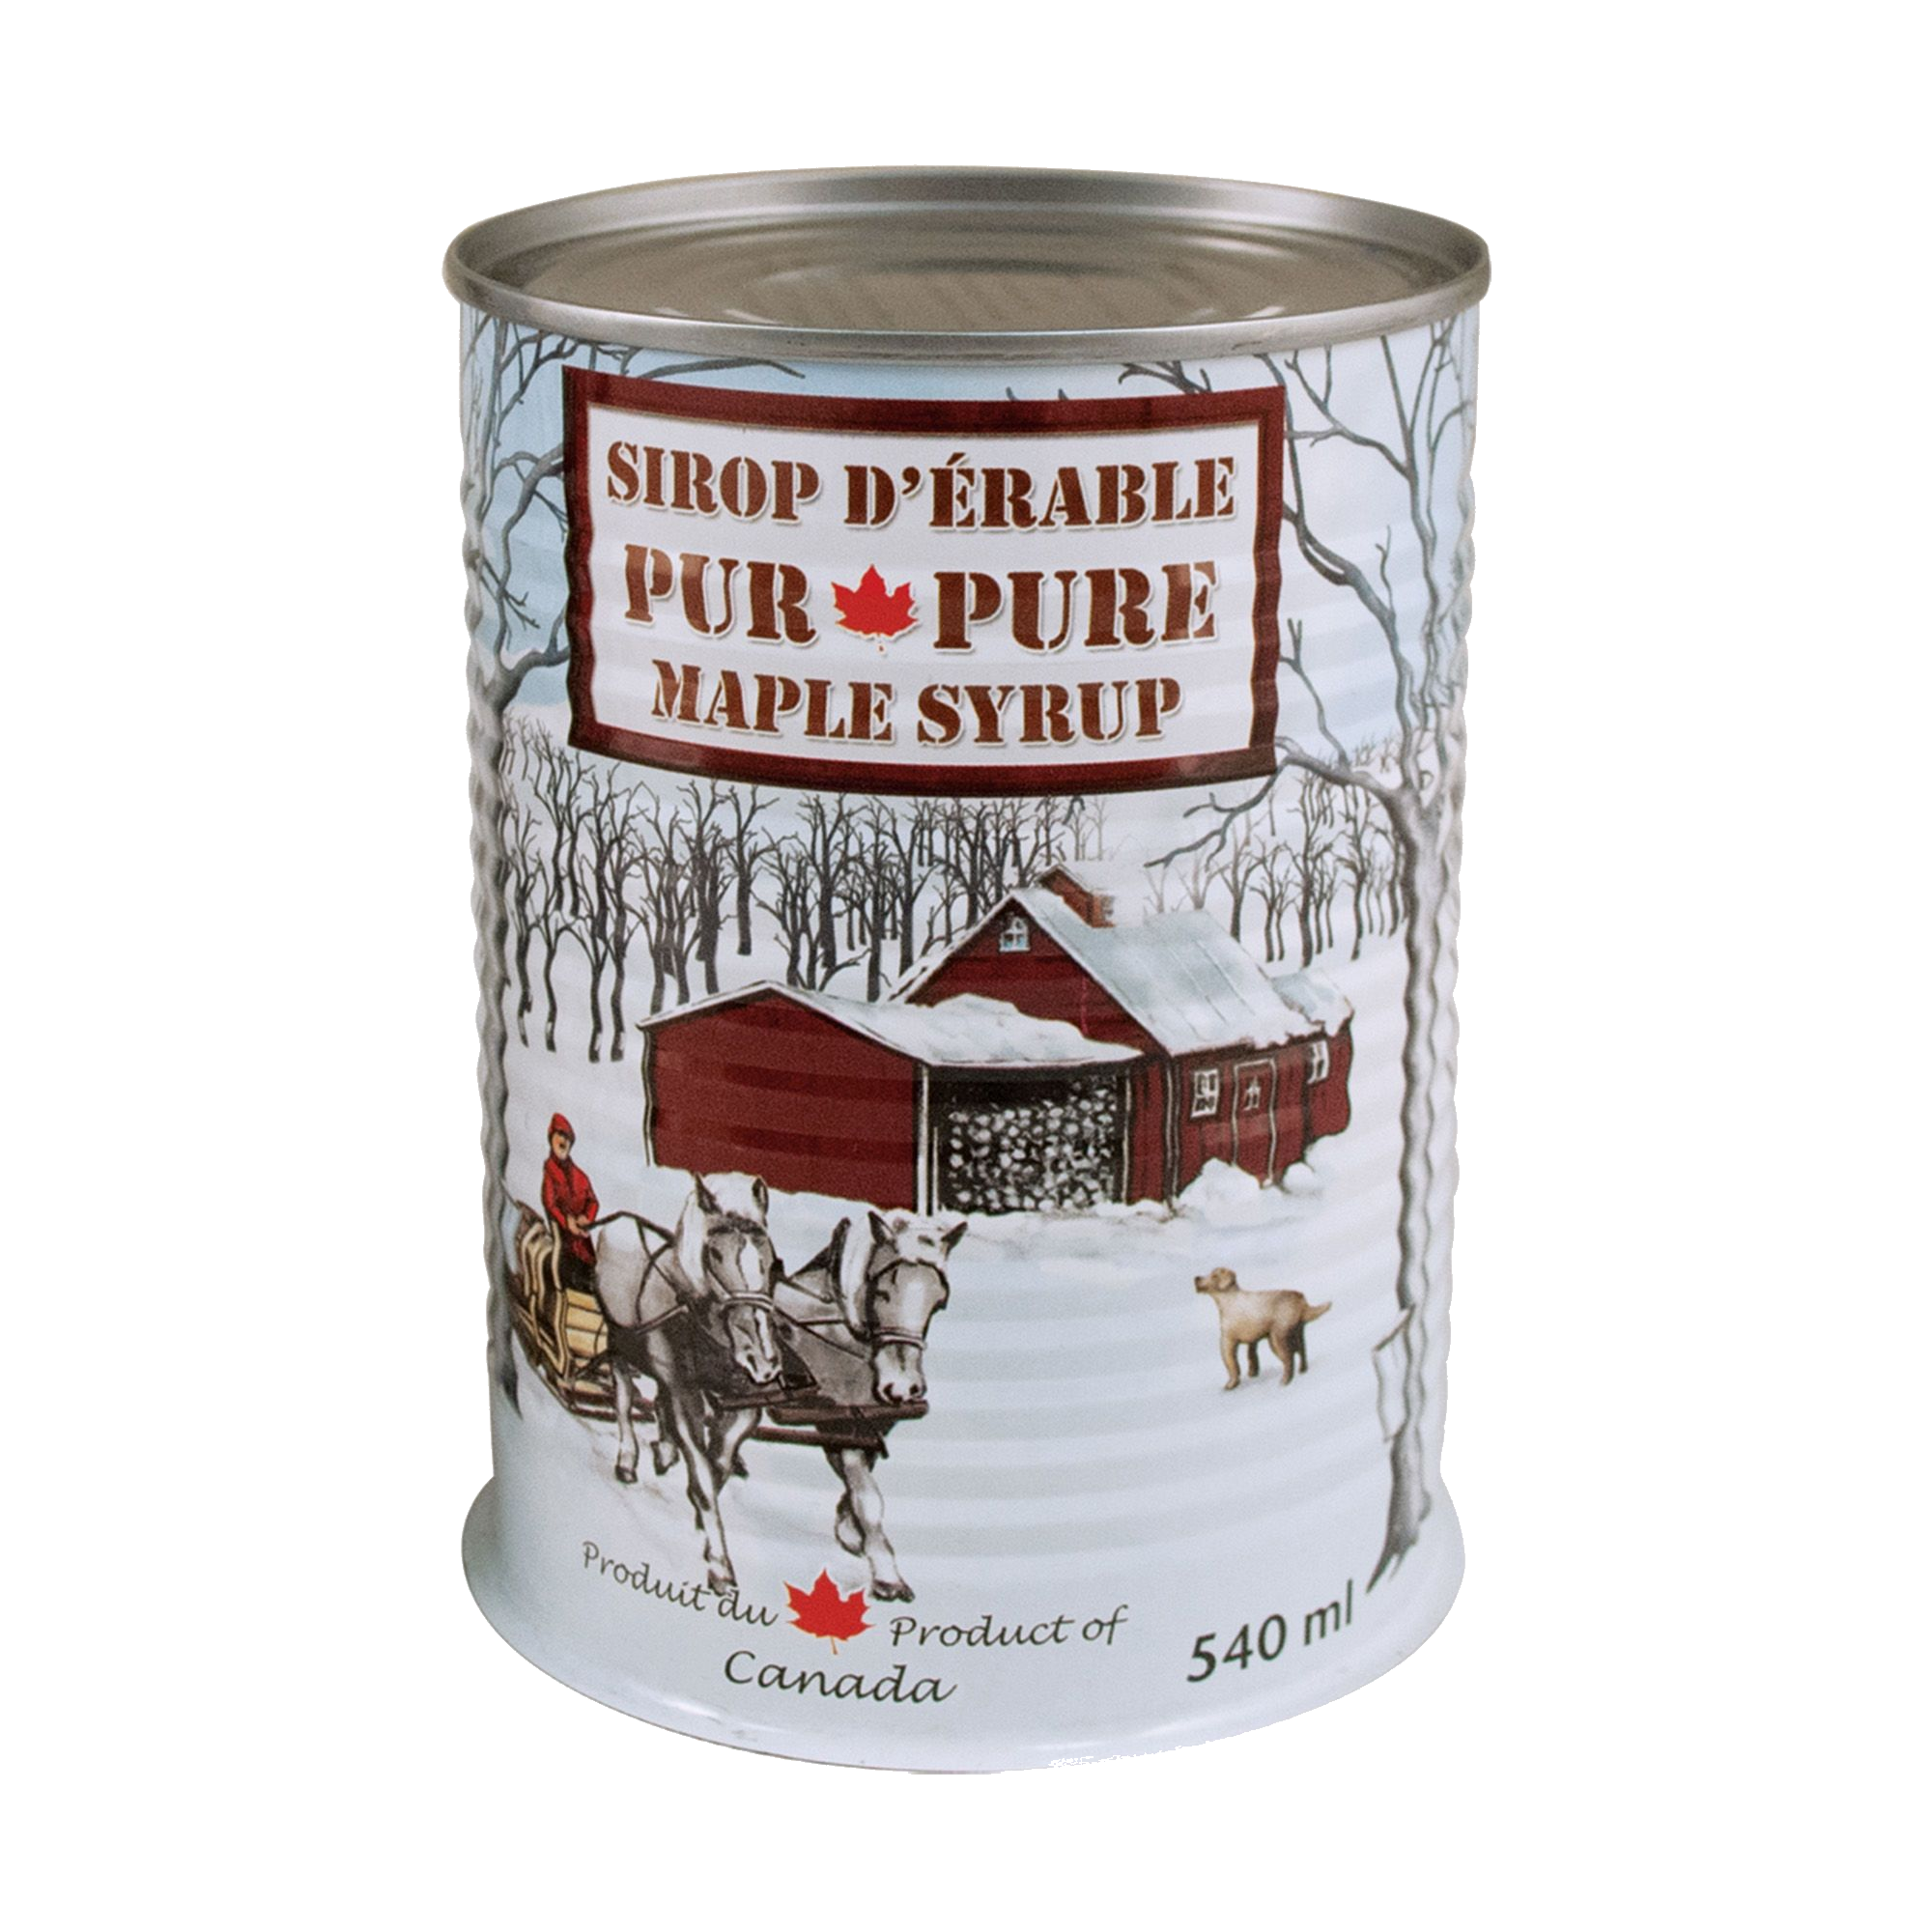 SIROP D'ÉRABLE
PUR PURE
MAPLE SYRUP
Produit du Product of
Canada
540 ml